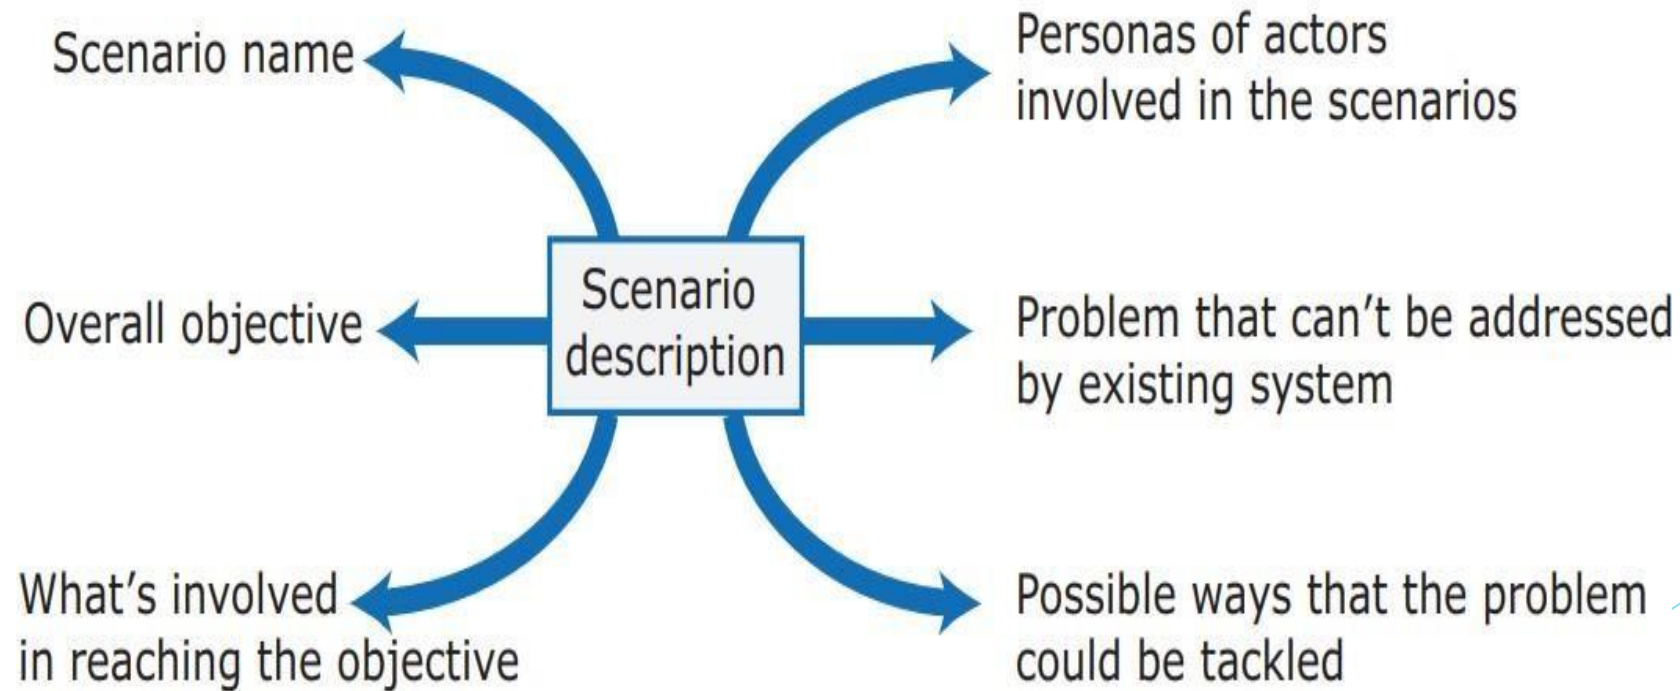 Scenario name
Personas of actors
involved in the scenarios
Scenario
description
Overall objective
Problem that can’t be addressed
by existing system
What’s involved
in reaching the objective
Possible ways that the problem
could be tackled